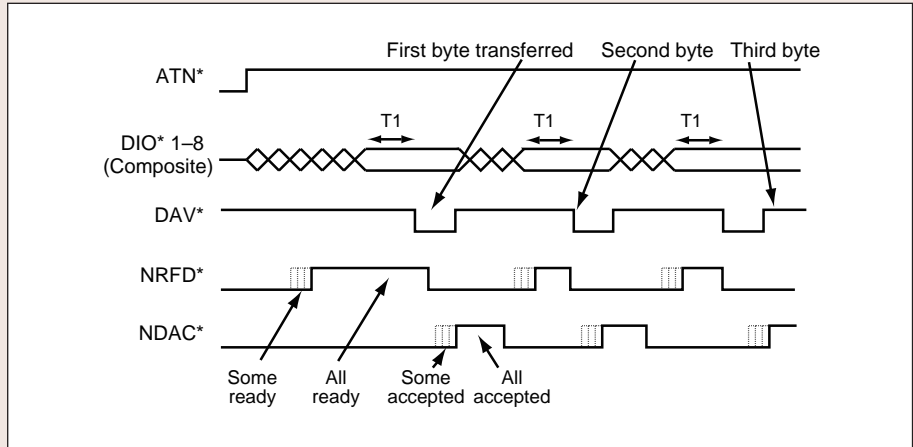 First byte transferred Second byte Third byte
ATN*
T1 T1 T1
DIO* 1–8
(Composite)
DAV*
NRFD*
NDAC*
Some All Some All
ready ready accepted accepted